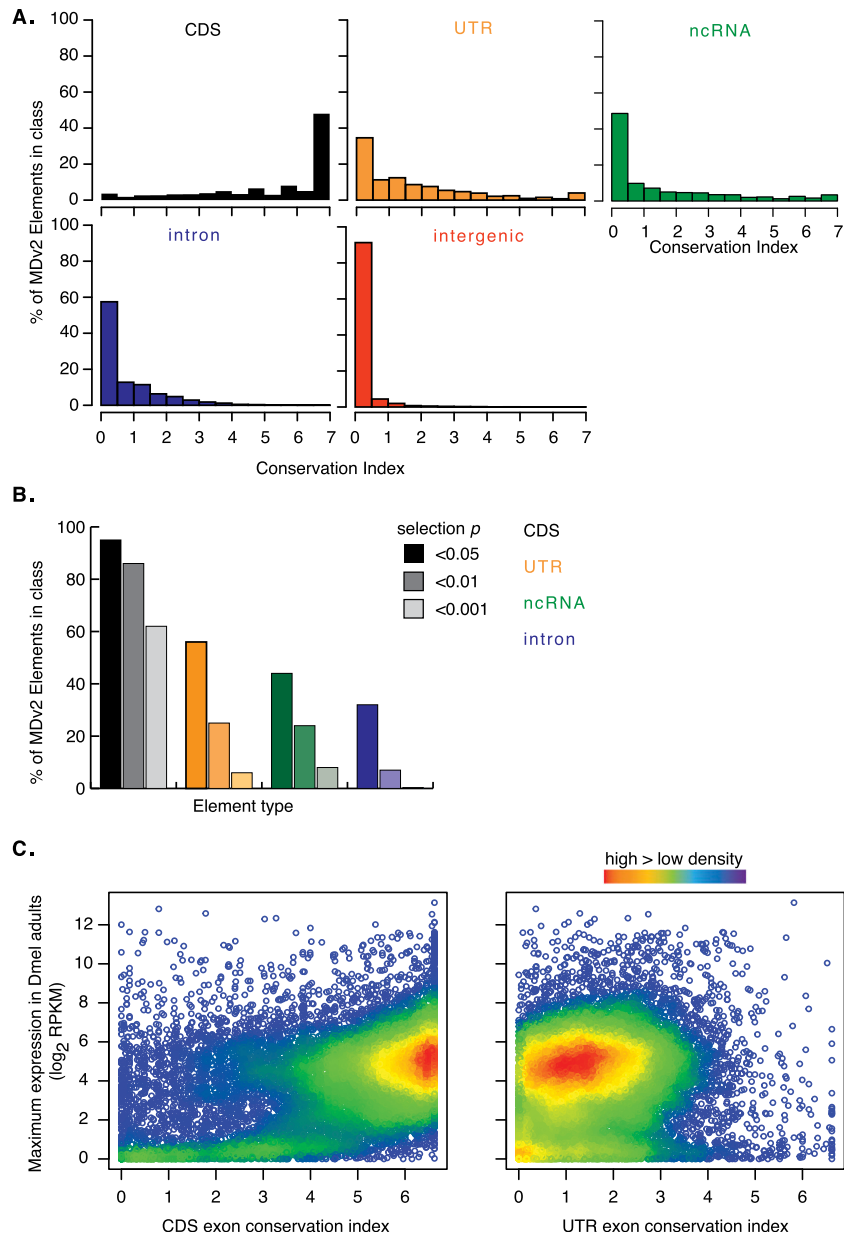 A.
CDS
UTR
ncRNA
100
80
60
40
20
0
0 1 2 3 4 5 6 7
Conservation Index
% of MDv2 Elements in class
intron
intergenic
100
80
60
40
20
0
0 1 2 3 4 5 6 7
0 1 2 3 4 5 6 7
Conservation Index
B.
% of MDv2 Elements in class
100
80
60
40
20
0
Element type
selection p
<0.05
<0.01
<0.001
CDS
UTR
ncRNA
intron
C.
high > low density
Maximum expression in Dmel adults
(log2 RPKM)
12
10
8
6
4
2
0
0 1 2 3 4 5 6
0 1 2 3 4 5 6
CDS exon conservation index
UTR exon conservation index